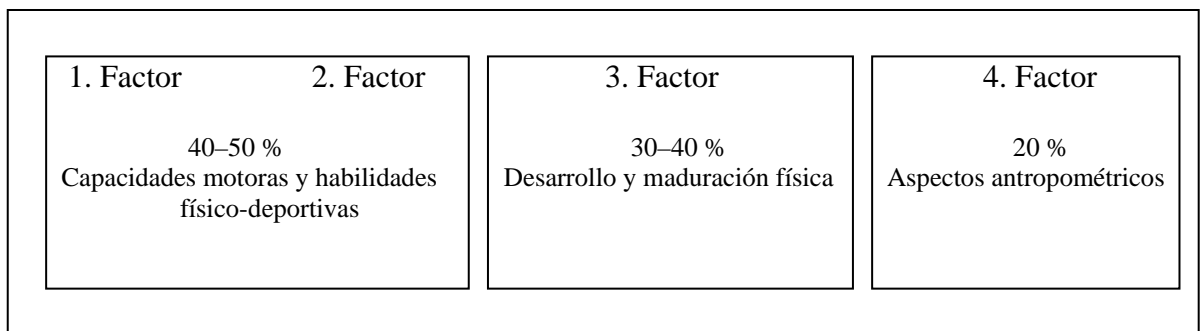 1. Factor 2. Factor
40–50 %
Capacidades motoras y habilidades
físico-deportivas
3. Factor
30–40 %
Desarrollo y maduración física
4. Factor
20 %
Aspectos antropométricos